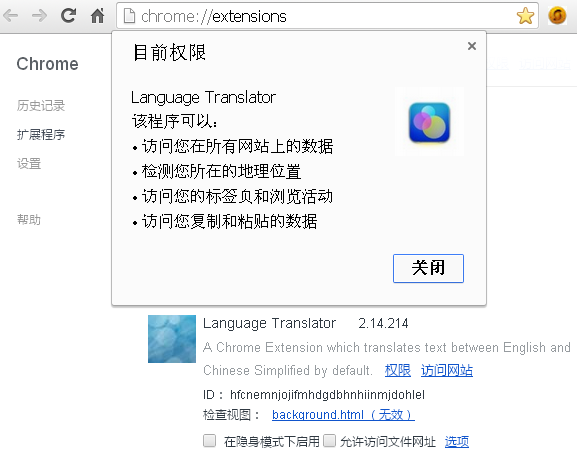 chrome://extensions
Chrome
历史记录
扩展程序
设置
帮助
目前权限
Language Translator
该程序可以：
• 访问您在所有网站上的数据
• 检测您所在的地理位置
• 访问您的标签页和浏览活动
• 访问您复制和粘贴的数据
关闭
Language Translator 2.14.214
A Chrome Extension which translates text between English and
Chinese Simplified by default. 权限 访问网站
ID： hfcnemnjojifmhdgdbhnhiinmjdohlel
检查视图： background.html（无效）
在隐身模式下启用 允许访问文件网址 选项